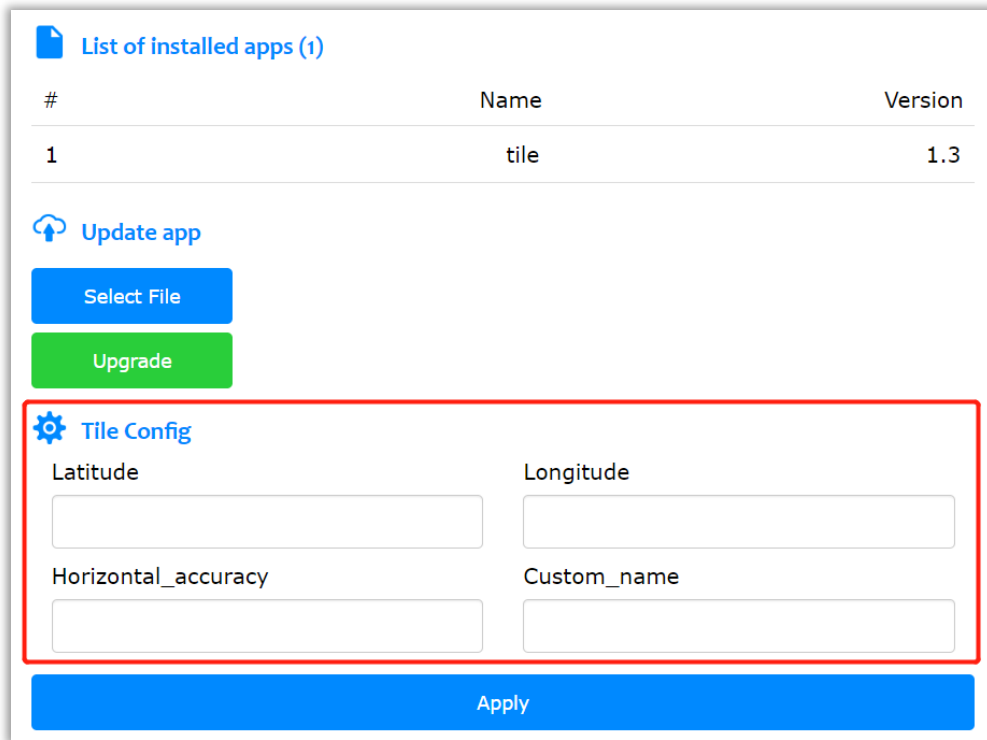 List of installed apps (1)
# Name Version
1 tile 1.3
Update app
Select File
Upgrade
Tile Config
Latitude Longitude
Horizontal_accuracy Custom_name
Apply